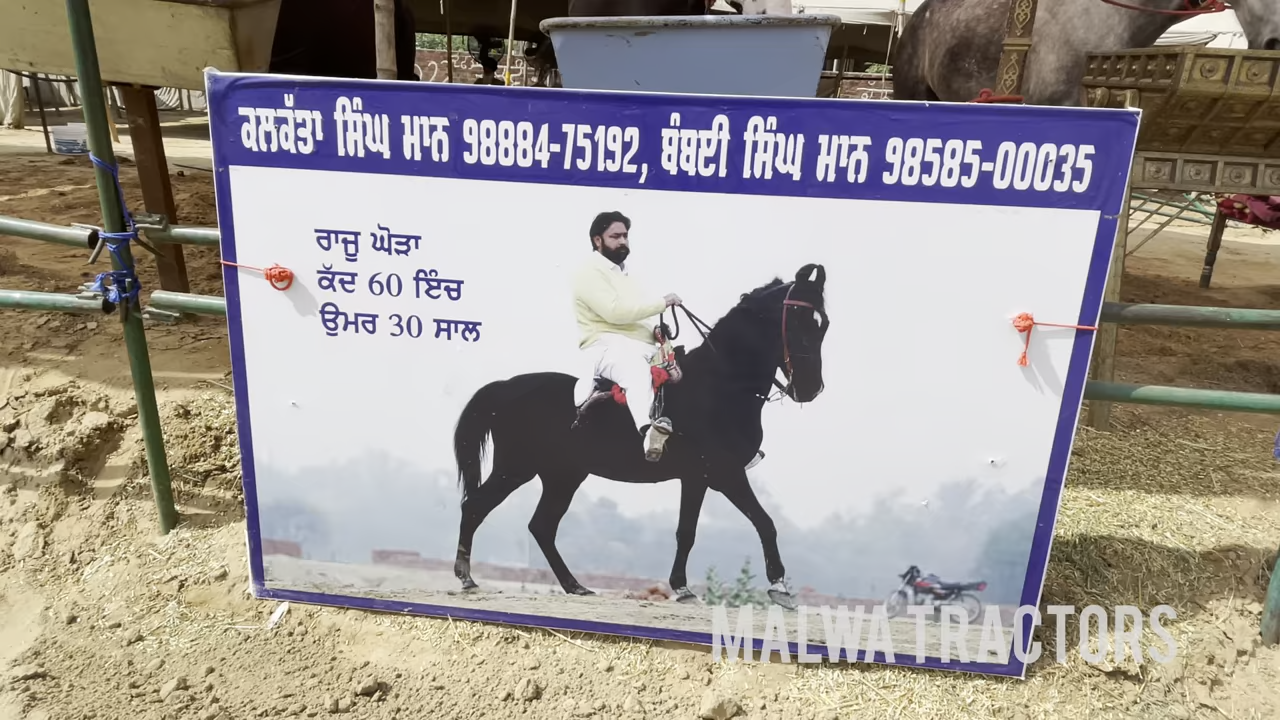 ਕਲਕੱਤਾ ਸਿੰਘ ਮਾਨ 98884-75192, ਬੰਬਈ ਸਿੰਘ ਮਾਨ 98585-00035
ਰਾਜੂ ਘੋੜਾ
ਕੱਦ 60 ਇੰਚ
ਉਮਰ 30 ਸਾਲ
MALWA TRACTORS